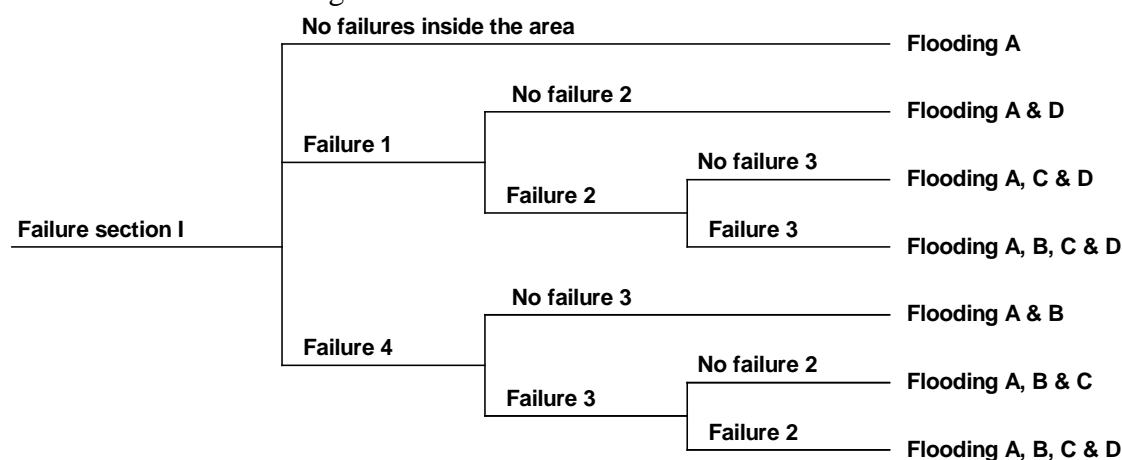 No failures inside the area
Flooding A
No failure 2
Flooding A & D
Failure 1
No failure 3
Flooding A, C & D
Failure 2
Failure section I
Failure 3
Flooding A, B, C & D
No failure 3
Flooding A & B
Failure 4
No failure 2
Flooding A, B & C
Failure 3
Failure 2
Flooding A, B, C & D